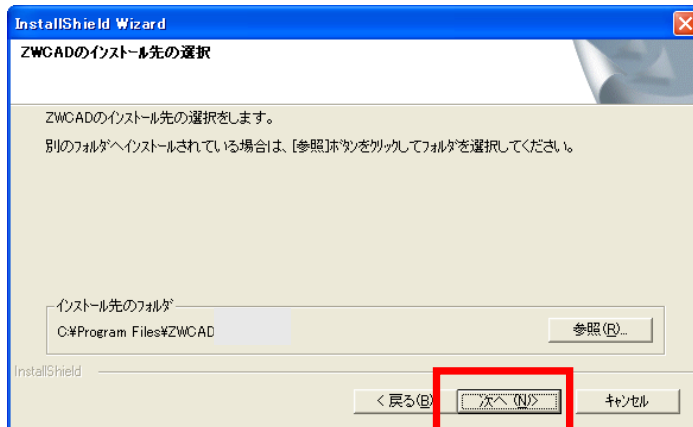 InstallShield Wizard
ZWCADのインストール先の選択
ZWCADのインストール先の選択をします。
別のフォルダへインストールされている場合は、[参照]ボタンをクリックしてフォルダを選択してください。
インストール先のフォルダ
C:¥Program Files¥ZWCAD
参照(R)...
InstallShield
< 戻る(B)
次へ(N)>
キャンセル